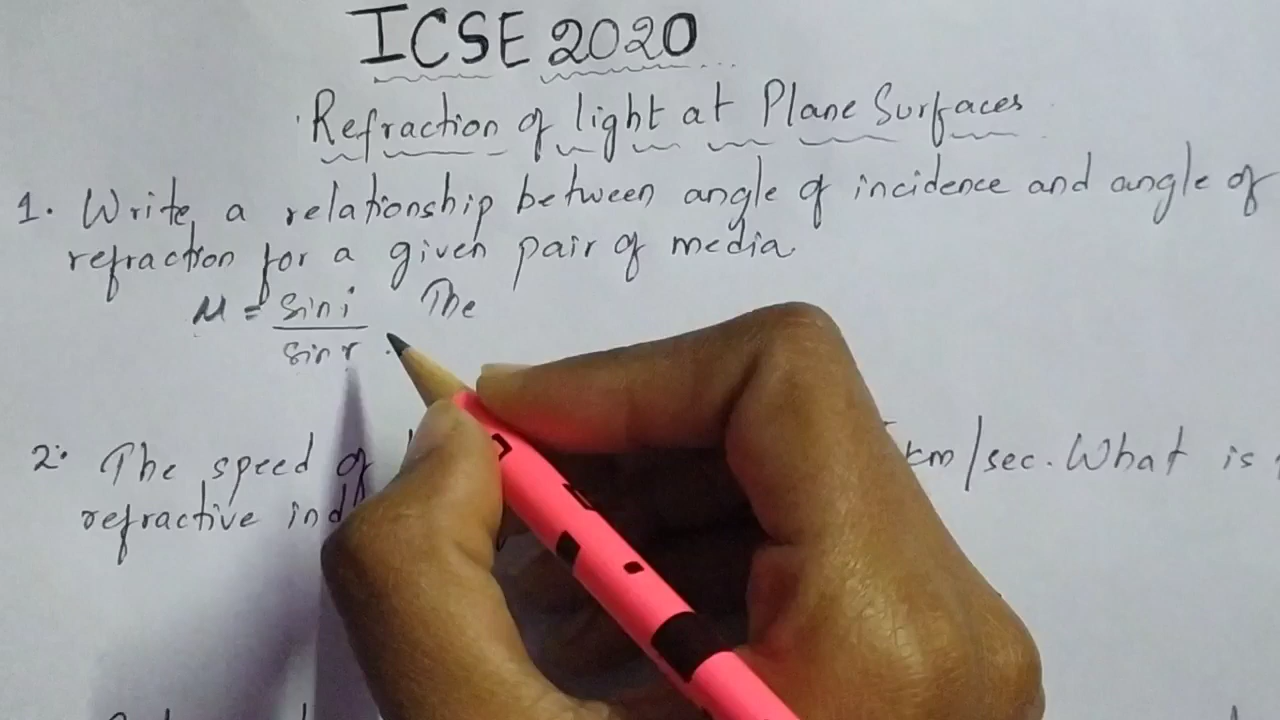 ICSE 2020
Refraction of light at Plane Surfaces
1. Write a relationship between angle of incidence and angle of
refraction for a given pair of media.
μ = sin i The
sin r
2. The speed of km/sec. What is
refractive